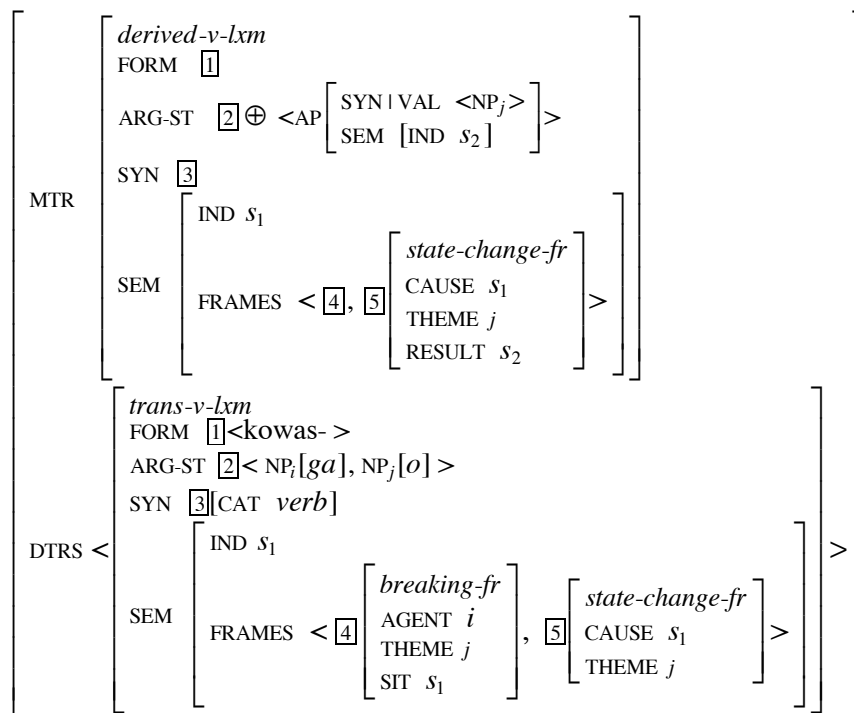 derived-v-lxm
FORM 1
ARG-ST 2 ⊕ <AP [SYN | VAL <NPj>
SEM [IND s2]]>
SYN 3
MTR
IND s1
SEM
FRAMES < 4, 5 [state-change-fr
CAUSE s1
THEME j
RESULT s2] >
trans-v-lxm
FORM 1<kowas- >
ARG-ST 2< NPi[ga], NPj[o] >
SYN 3[CAT verb]
DTRS <
IND s1
SEM
FRAMES < 4 [breaking-fr
AGENT i
THEME j
SIT s1], 5 [state-change-fr
CAUSE s1
THEME j] > >